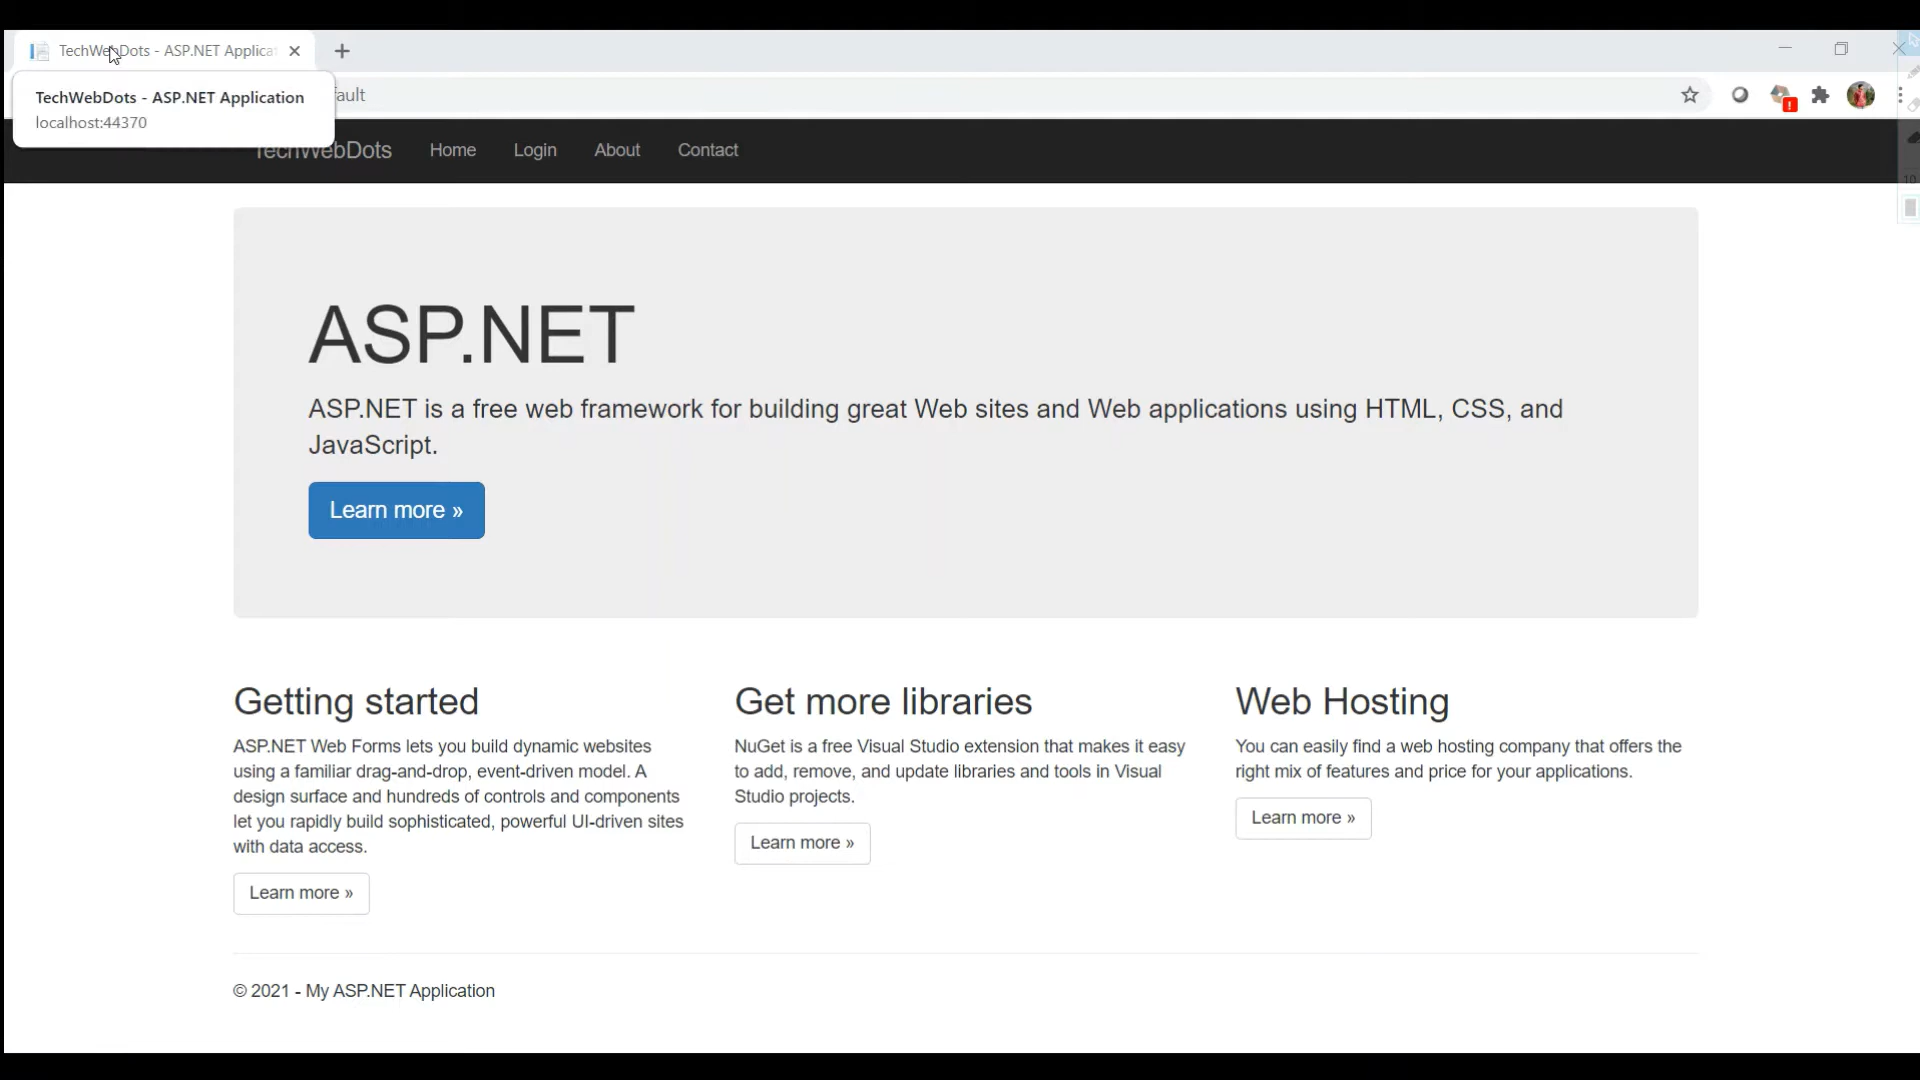 TechWebDots - ASP.NET Applicat
TechWebDots - ASP.NET Application
localhost:44370
fault
TechWebDots Home Login About Contact
10
ASP.NET
ASP.NET is a free web framework for building great Web sites and Web applications using HTML, CSS, and
JavaScript.
Learn more »
Getting started
ASP.NET Web Forms lets you build dynamic websites
using a familiar drag-and-drop, event-driven model. A
design surface and hundreds of controls and components
let you rapidly build sophisticated, powerful UI-driven sites
with data access.
Learn more »
Get more libraries
NuGet is a free Visual Studio extension that makes it easy
to add, remove, and update libraries and tools in Visual
Studio projects.
Learn more »
Web Hosting
You can easily find a web hosting company that offers the
right mix of features and price for your applications.
Learn more »
© 2021 - My ASP.NET Application